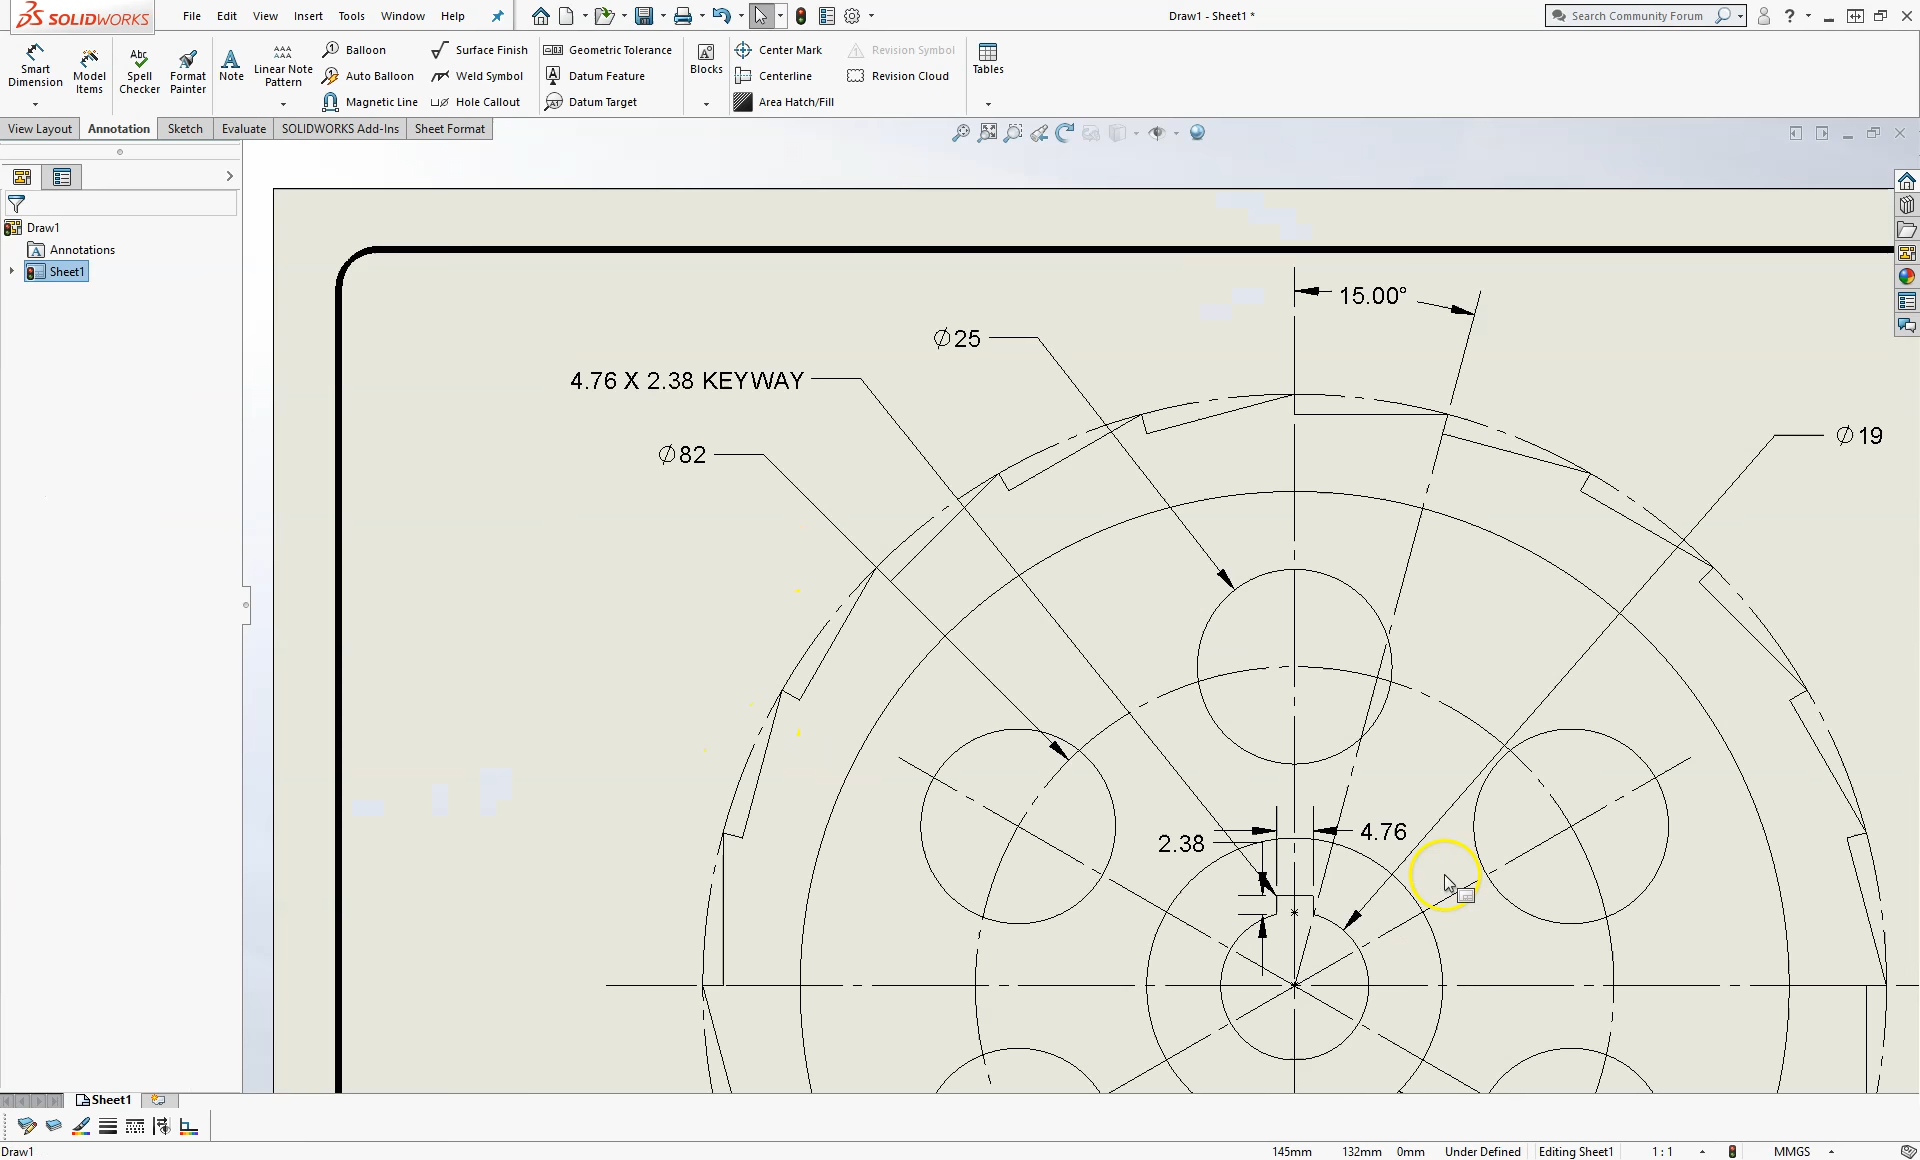 SOLIDWORKS
File Edit View Insert Tools Window Help
Draw1 - Sheet1 *
Search Community Forum
?
Smart Dimension
Model Items
Abc
Spell Checker
Format Painter
Note
Linear Note Pattern
Balloon
Auto Balloon
Magnetic Line
Surface Finish
Weld Symbol
Hole Callout
Geometric Tolerance
Datum Feature
Datum Target
Blocks
Center Mark
Centerline
Area Hatch/Fill
Revision Symbol
Revision Cloud
Tables
View Layout Annotation Sketch Evaluate SOLIDWORKS Add-Ins Sheet Format
Draw1
Annotations
Sheet1
15.00°
∅25
4.76 X 2.38 KEYWAY
∅82
∅19
2.38
4.76
Sheet1
Draw1
145mm 132mm 0mm Under Defined Editing Sheet1 1 : 1 MMGS